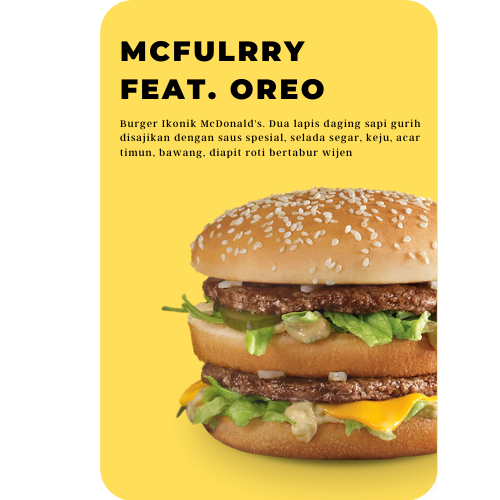 MCFULRRY
FEAT. OREO
Burger Ikonik McDonald's. Dua lapis daging sapi gurih
disajikan dengan saus spesial, selada segar, keju, acar
timun, bawang, diapit roti bertabur wijen